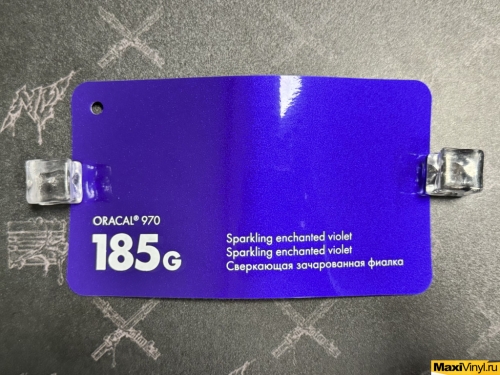 ORACAL® 970
185G
Sparkling enchanted violet
Sparkling enchanted violet
Сверкающая зачарованная фиалка
MaxiVinyl.ru